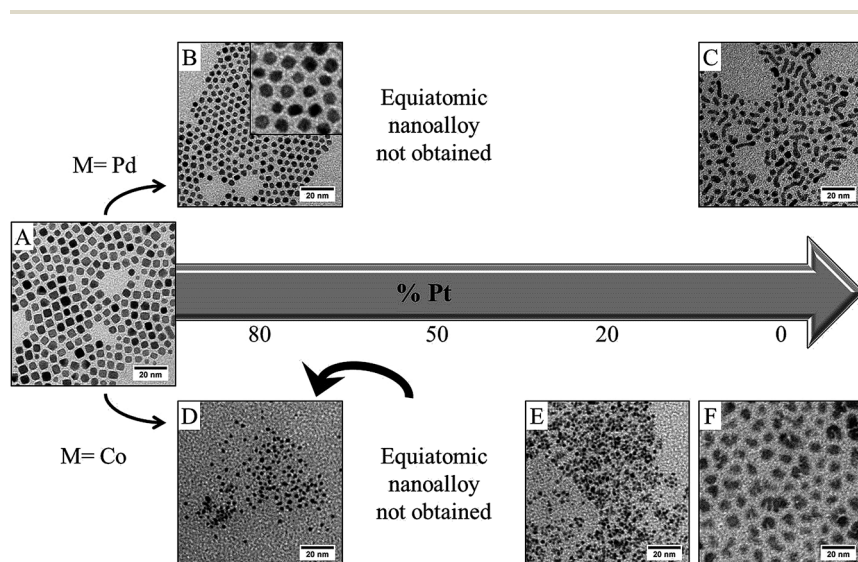 B
20 nm
Equiatomic
nanoalloy
not obtained
C
20 nm
M= Pd
A
20 nm
% Pt
80
50
20
0
M= Co
D
20 nm
Equiatomic
nanoalloy
not obtained
E
20 nm
F
20 nm